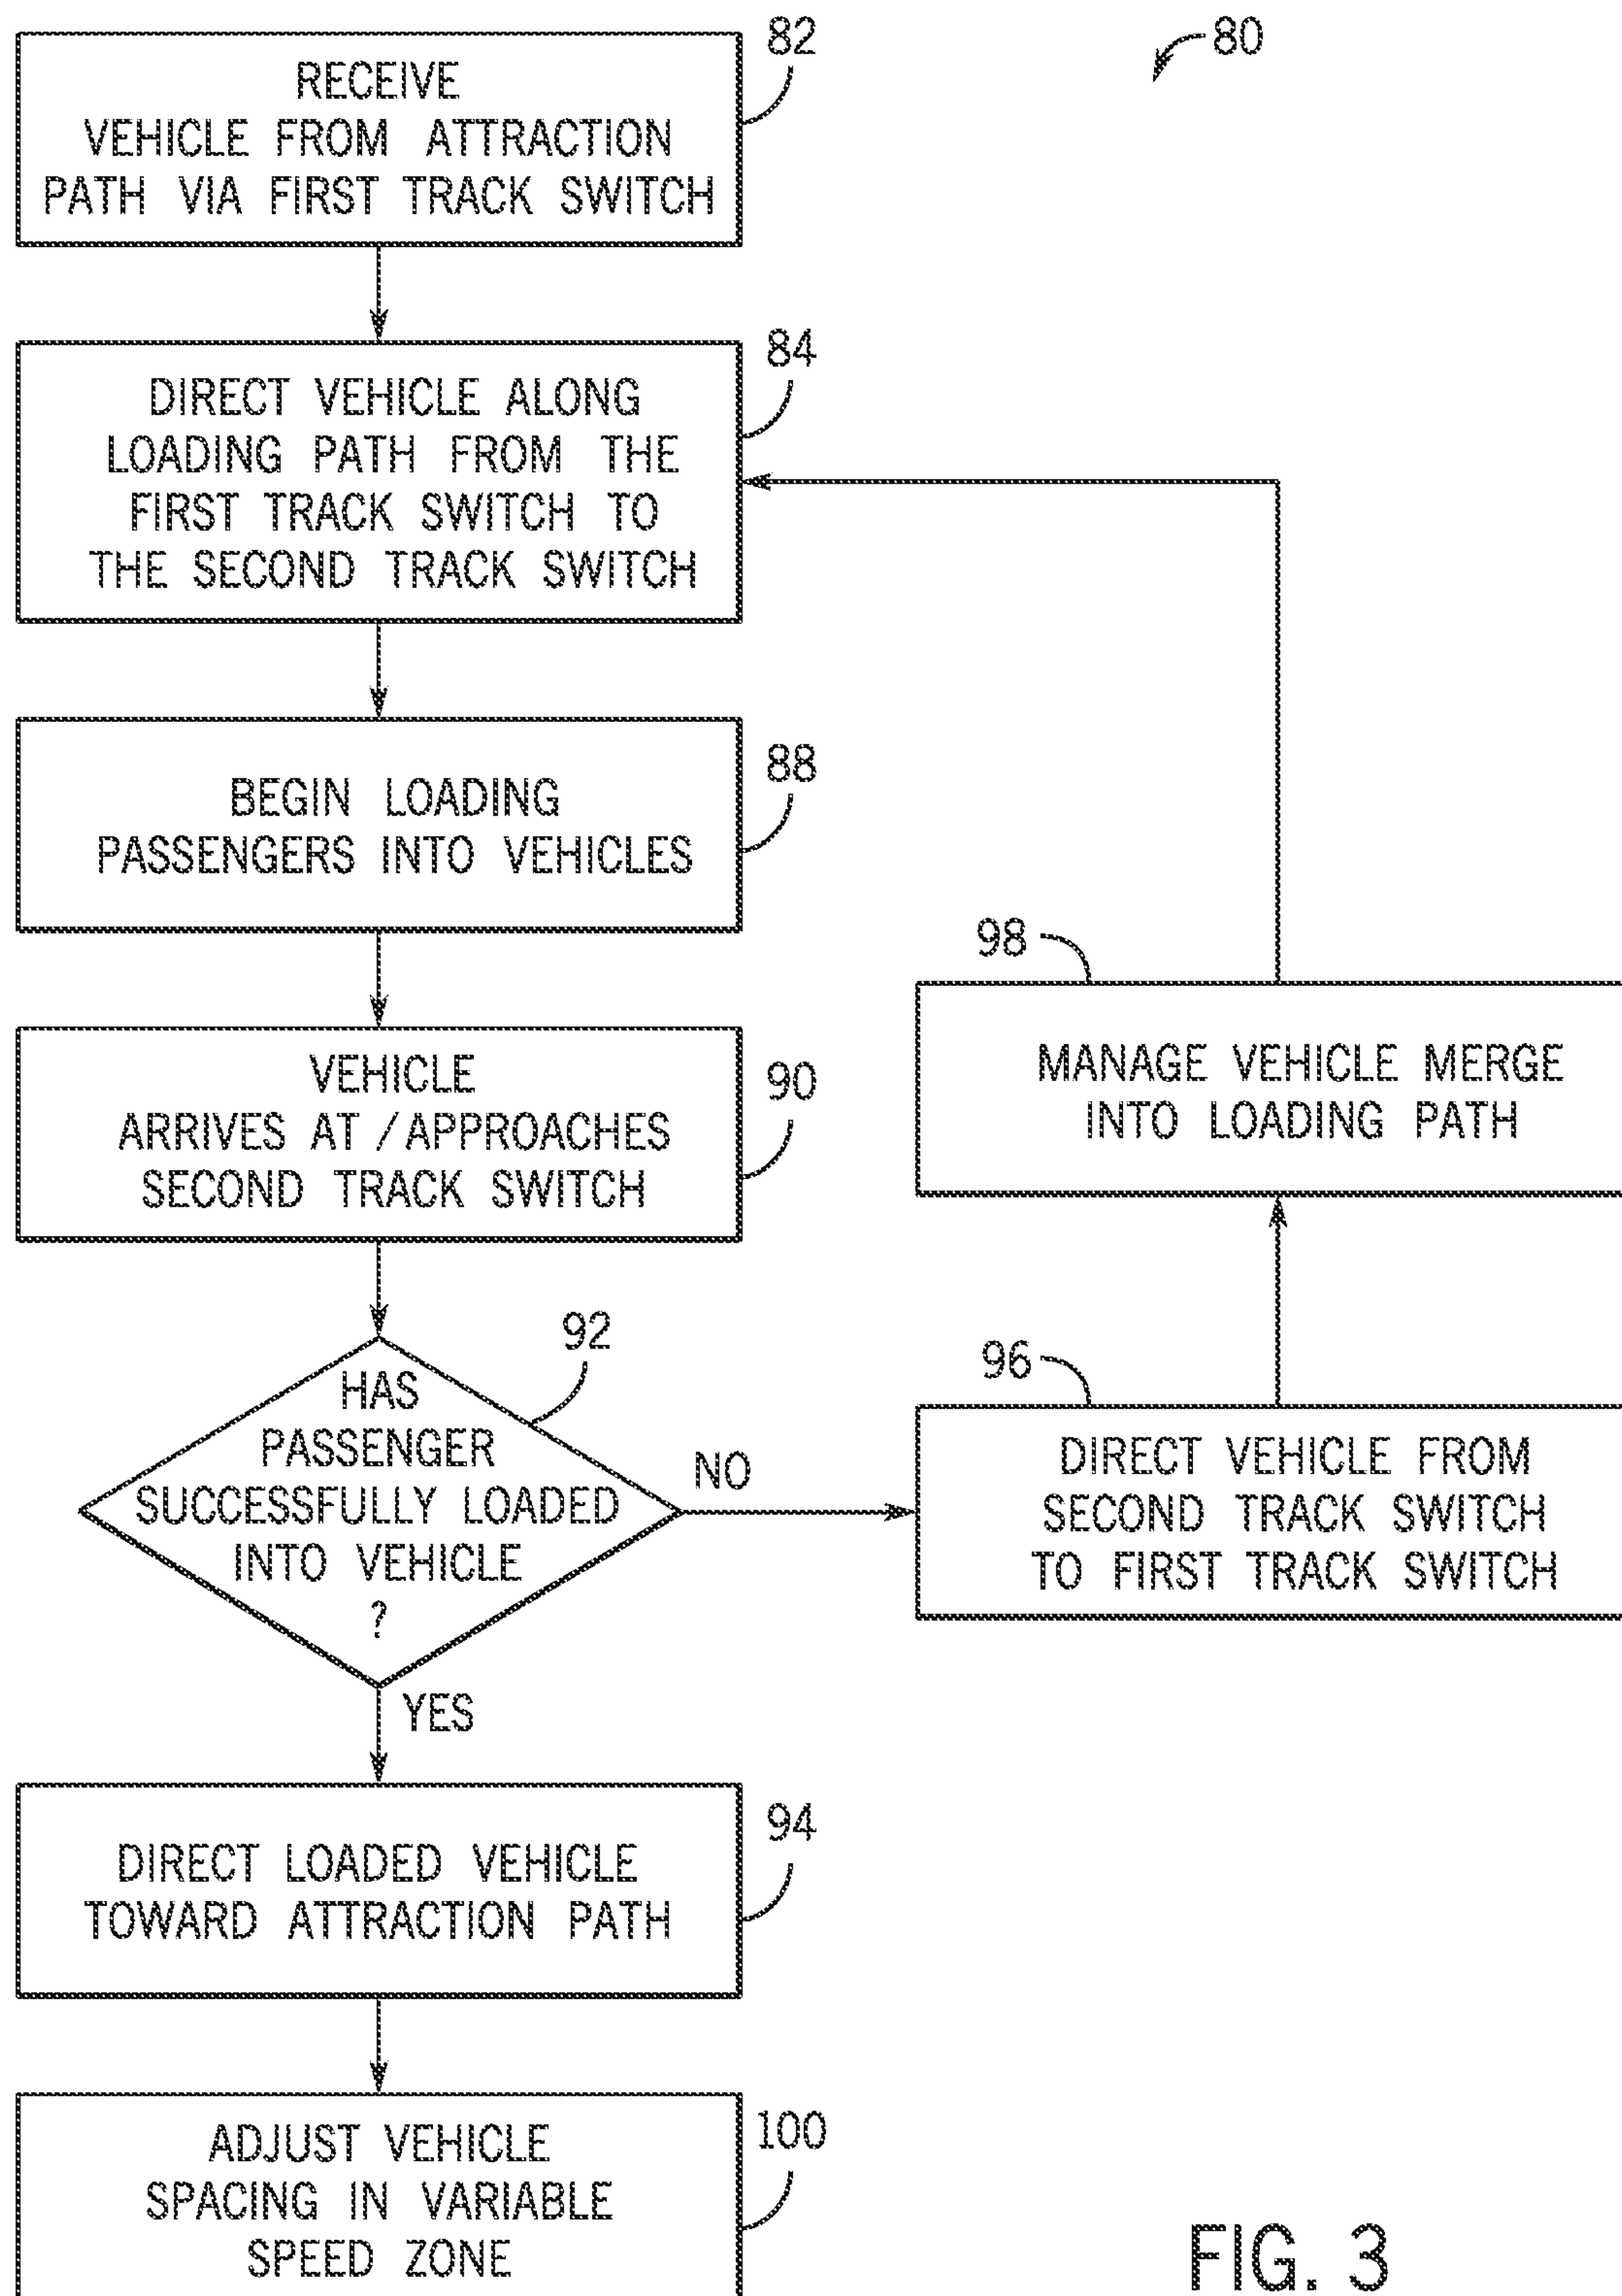 80
82
RECEIVE
VEHICLE FROM ATTRACTION
PATH VIA FIRST TRACK SWITCH
84
DIRECT VEHICLE ALONG
LOADING PATH FROM THE
FIRST TRACK SWITCH TO
THE SECOND TRACK SWITCH
88
BEGIN LOADING
PASSENGERS INTO VEHICLES
90
VEHICLE
ARRIVES AT / APPROACHES
SECOND TRACK SWITCH
92
HAS
PASSENGER
SUCCESSFULLY LOADED
INTO VEHICLE
?
NO
YES
96
DIRECT VEHICLE FROM
SECOND TRACK SWITCH
TO FIRST TRACK SWITCH
98
MANAGE VEHICLE MERGE
INTO LOADING PATH
94
DIRECT LOADED VEHICLE
TOWARD ATTRACTION PATH
100
ADJUST VEHICLE
SPACING IN VARIABLE
SPEED ZONE
FIG. 3